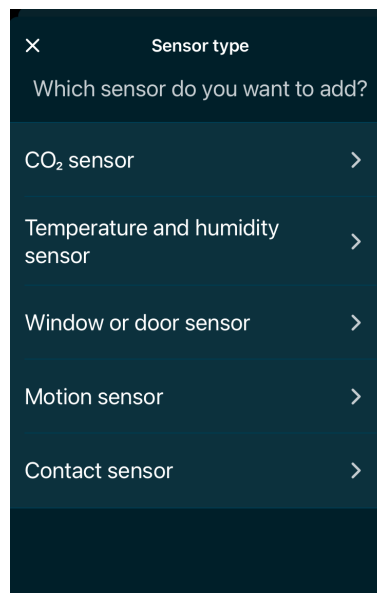 Sensor type
Which sensor do you want to add?
CO₂ sensor
Temperature and humidity
sensor
Window or door sensor
Motion sensor
Contact sensor